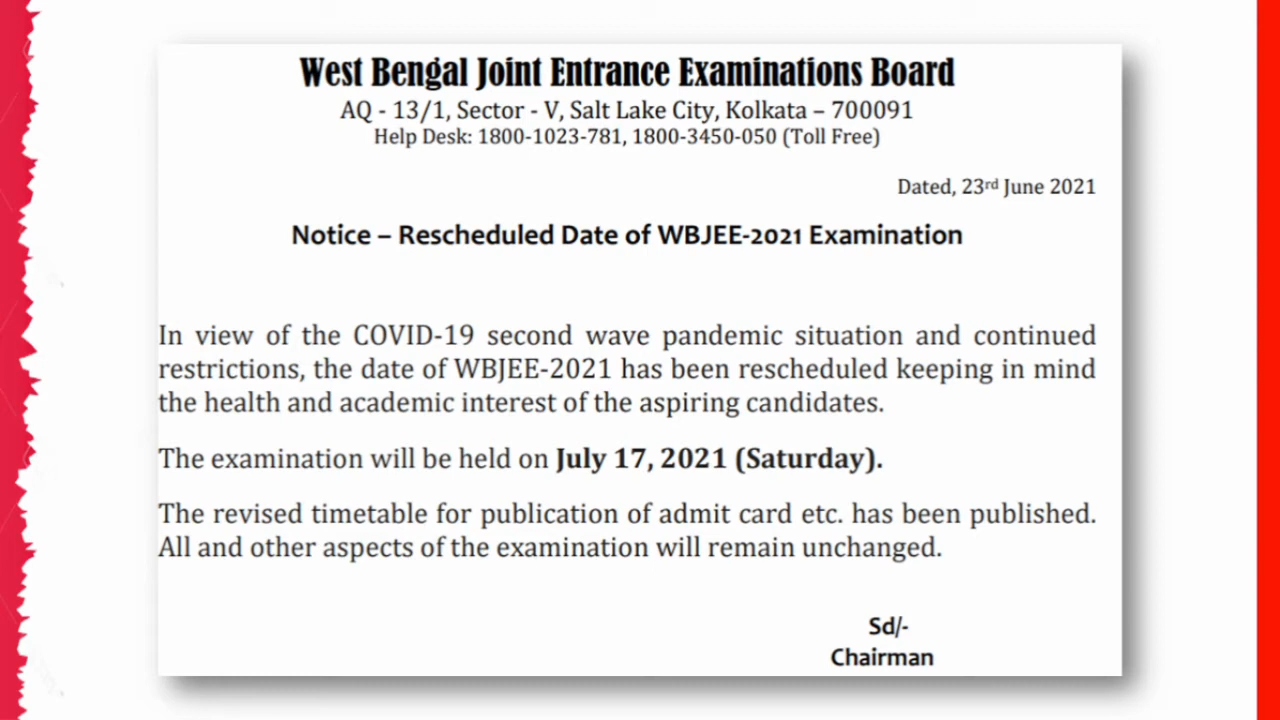 West Bengal Joint Entrance Examinations Board
AQ - 13/1, Sector - V, Salt Lake City, Kolkata – 700091
Help Desk: 1800-1023-781, 1800-3450-050 (Toll Free)
Dated, 23rd June 2021
Notice – Rescheduled Date of WBJEE-2021 Examination
In view of the COVID-19 second wave pandemic situation and continued
restrictions, the date of WBJEE-2021 has been rescheduled keeping in mind
the health and academic interest of the aspiring candidates.
The examination will be held on July 17, 2021 (Saturday).
The revised timetable for publication of admit card etc. has been published.
All and other aspects of the examination will remain unchanged.
Sd/-
Chairman